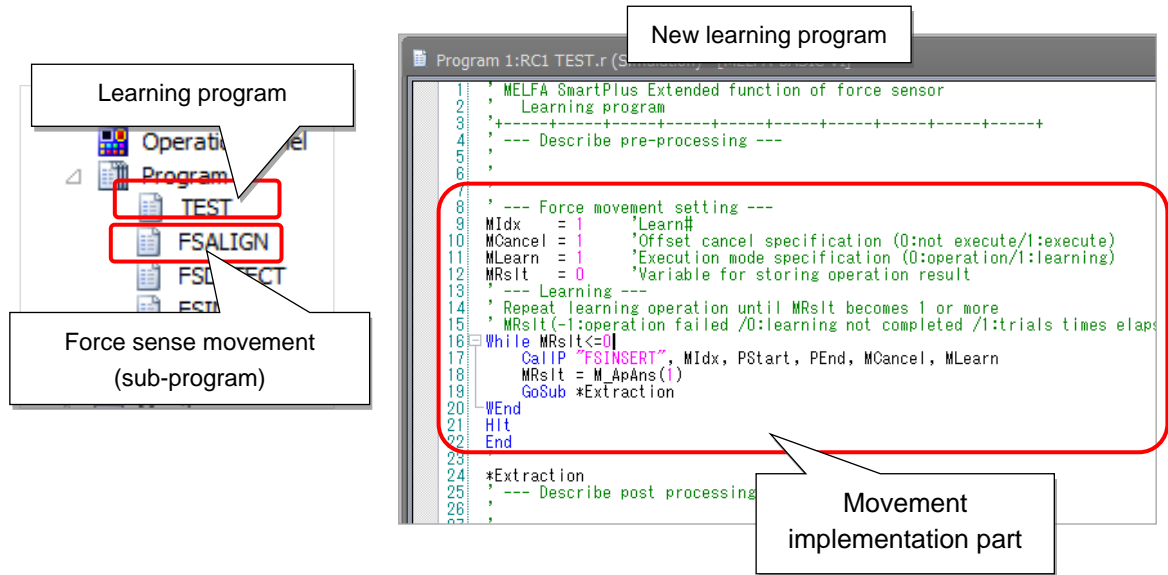 Learning program
Program
TEST
FSALIGN
Force sense movement
(sub-program)
New learning program
Program 1:RC1 TEST.r
1 ' MELFA SmartPlus Extended function of force sensor
2 '   Learning program
3 '+-----+-----+-----+-----+-----+-----+-----+-----+-----+-----+
4 ' --- Describe pre-processing ---
5 '
6 '
7 '
8 ' --- Force movement setting ---
9 MIdx    = 1     'Learn#
10 MCancel = 1     'Offset cancel specification (0:not execute/1:execute)
11 MLearn  = 1     'Execution mode specification (0:operation/1:learning)
12 MRslt   = 0     'Variable for storing operation result
13 ' --- Learning ---
14 ' Repeat learning operation until MRslt becomes 1 or more
15 ' MRslt(-1:operation failed /0:learning not completed /1:trials times elaps
16 While MRslt<=0
17     CallP "FSINSERT", MIdx, PStart, PEnd, MCancel, MLearn
18     MRslt = M_ApAns(1)
19     GoSub *Extraction
20 WEnd
21 Hlt
22 End
23 '
24 *Extraction
25 ' --- Describe post processing
26 '
27 '
Movement
implementation part